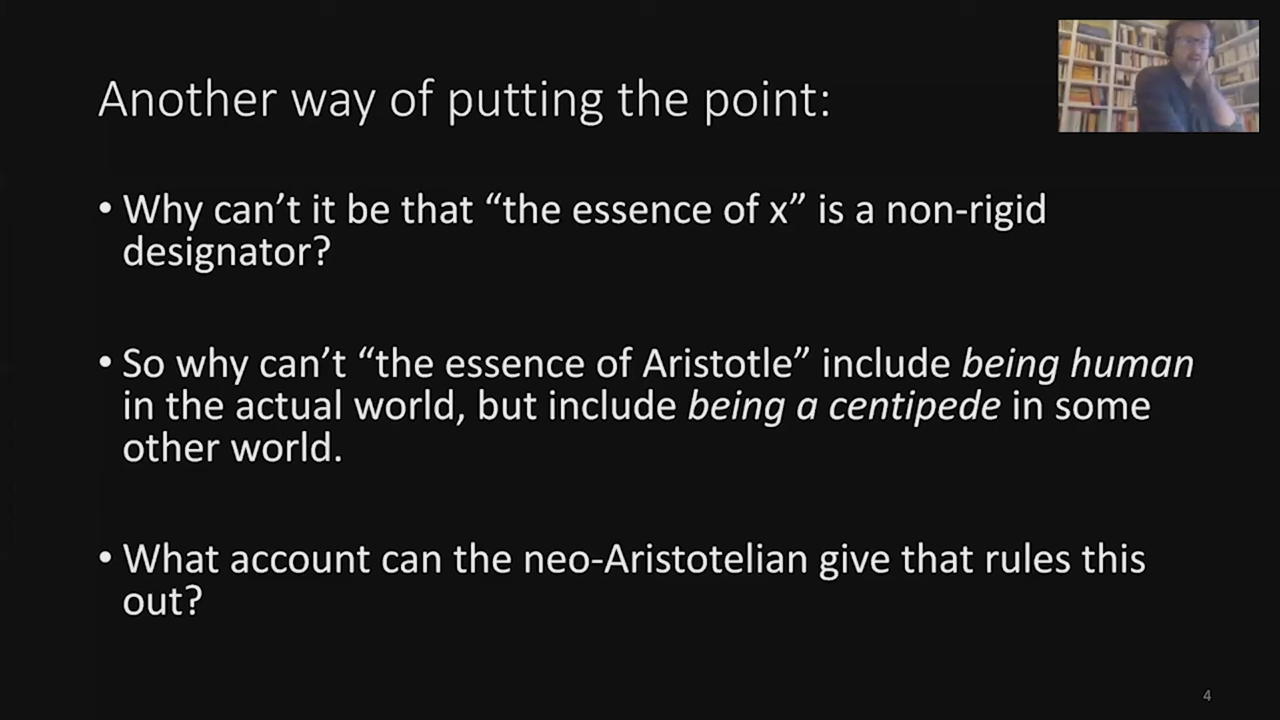 Another way of putting the point:
• Why can’t it be that “the essence of x” is a non-rigid
designator?
• So why can’t “the essence of Aristotle” include being human
in the actual world, but include being a centipede in some
other world.
• What account can the neo-Aristotelian give that rules this
out?
4